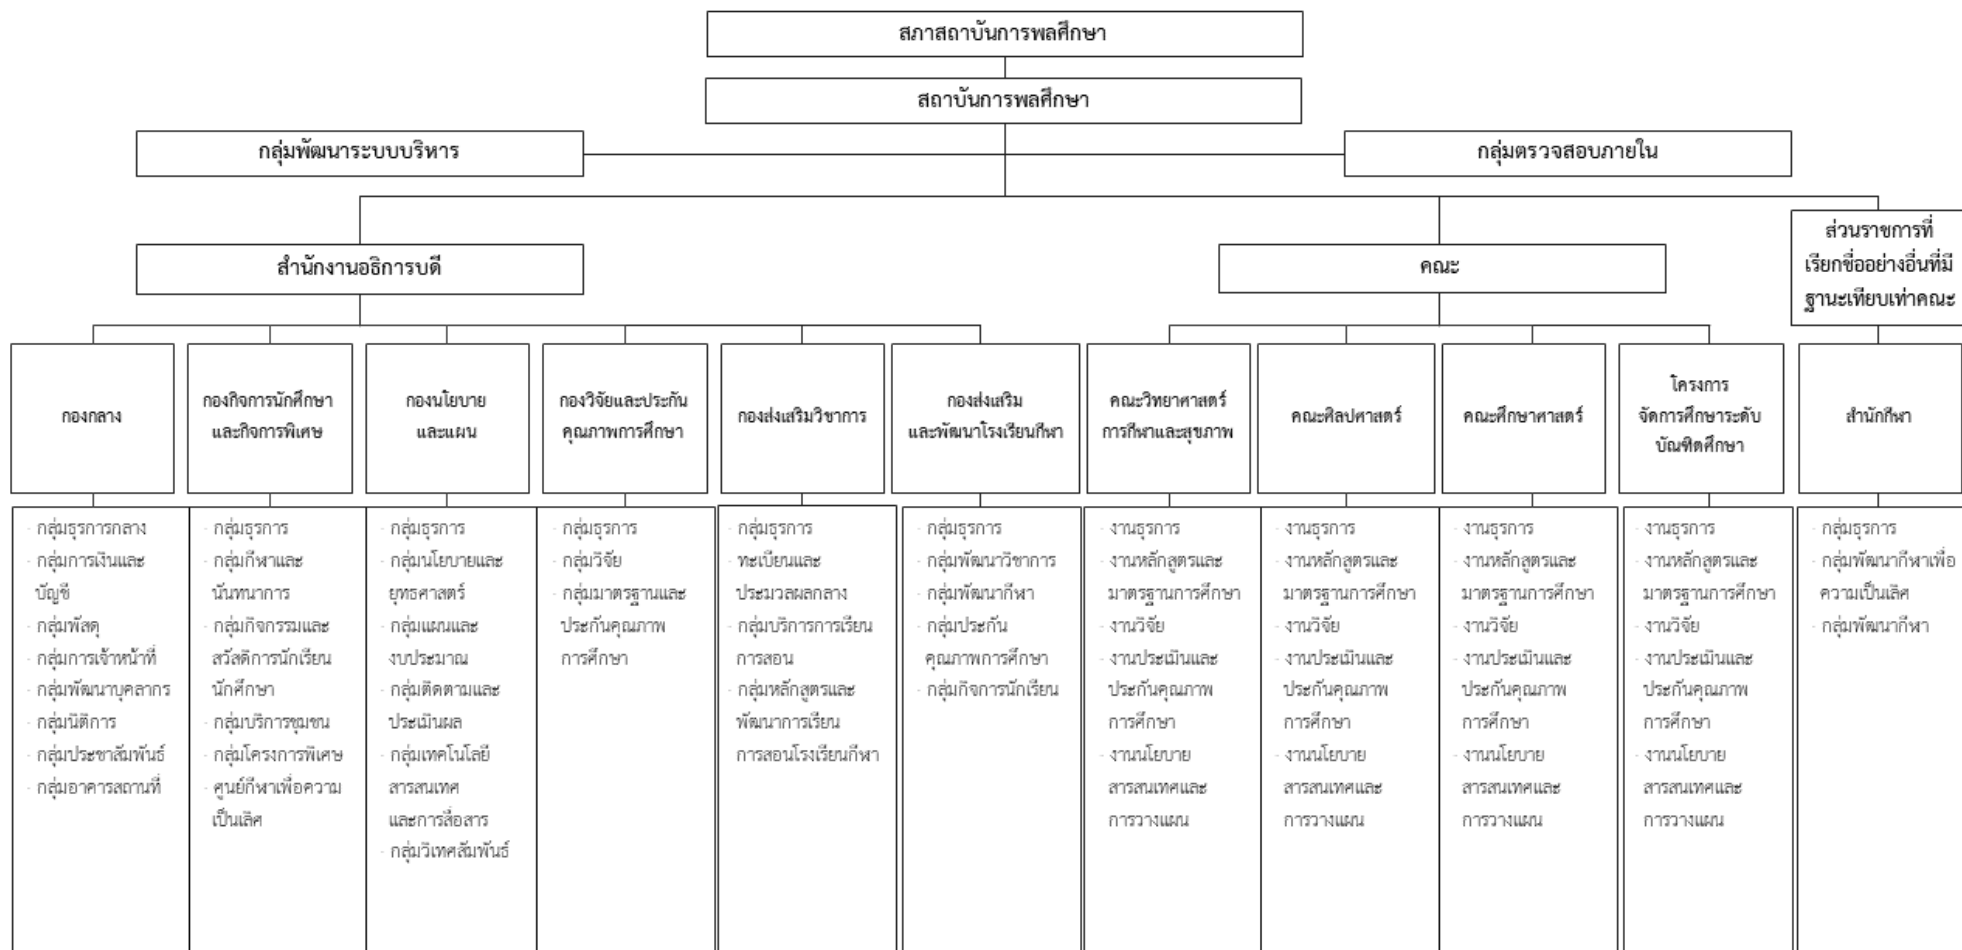 สภาสถาบันการพลศึกษา
สถาบันการพลศึกษา
กลุ่มพัฒนาระบบบริหาร
กลุ่มตรวจสอบภายใน
สำนักงานอธิการบดี
คณะ
ส่วนราชการที่
เรียกชื่ออย่างอื่นที่มี
ฐานะเทียบเท่าคณะ
กองกลาง
กองกิจการนักศึกษา
และกิจการพิเศษ
กองนโยบาย
และแผน
กองวิจัยและประกัน
คุณภาพการศึกษา
กองส่งเสริมวิชาการ
กองส่งเสริม
และพัฒนาโรงเรียนกีฬา
คณะวิทยาศาสตร์
การกีฬาและสุขภาพ
คณะศิลปศาสตร์
คณะศึกษาศาสตร์
โครงการ
จัดการศึกษาระดับ
บัณฑิตศึกษา
สำนักกีฬา
- กลุ่มธุรการกลาง
- กลุ่มการเงินและ
บัญชี
- กลุ่มพัสดุ
- กลุ่มการเจ้าหน้าที่
- กลุ่มพัฒนาบุคลากร
- กลุ่มนิติการ
- กลุ่มประชาสัมพันธ์
- กลุ่มอาคารสถานที่
- กลุ่มธุรการ
- กลุ่มกีฬาและ
นันทนาการ
- กลุ่มกิจกรรมและ
สวัสดิการนักเรียน
นักศึกษา
- กลุ่มบริการชุมชน
- กลุ่มโครงการพิเศษ
- ศูนย์กีฬาเพื่อความ
เป็นเลิศ
- กลุ่มธุรการ
- กลุ่มนโยบายและ
ยุทธศาสตร์
- กลุ่มแผนและ
งบประมาณ
- กลุ่มติดตามและ
ประเมินผล
- กลุ่มเทคโนโลยี
สารสนเทศ
และการสื่อสาร
- กลุ่มวิเทศสัมพันธ์
- กลุ่มธุรการ
- กลุ่มวิจัย
- กลุ่มมาตรฐานและ
ประกันคุณภาพ
การศึกษา
- กลุ่มธุรการ
- ทะเบียนและ
ประมวลผลกลาง
- กลุ่มบริการการเรียน
การสอน
- กลุ่มหลักสูตรและ
พัฒนาการเรียน
การสอนโรงเรียนกีฬา
- กลุ่มธุรการ
- กลุ่มพัฒนาวิชาการ
- กลุ่มพัฒนากีฬา
- กลุ่มประกัน
คุณภาพการศึกษา
- กลุ่มกิจการนักเรียน
- งานธุรการ
- งานหลักสูตรและ
มาตรฐานการศึกษา
- งานวิจัย
- งานประเมินและ
ประกันคุณภาพ
การศึกษา
- งานนโยบาย
สารสนเทศและ
การวางแผน
- งานธุรการ
- งานหลักสูตรและ
มาตรฐานการศึกษา
- งานวิจัย
- งานประเมินและ
ประกันคุณภาพ
การศึกษา
- งานนโยบาย
สารสนเทศและ
การวางแผน
- งานธุรการ
- งานหลักสูตรและ
มาตรฐานการศึกษา
- งานวิจัย
- งานประเมินและ
ประกันคุณภาพ
การศึกษา
- งานนโยบาย
สารสนเทศและ
การวางแผน
- งานธุรการ
- งานหลักสูตรและ
มาตรฐานการศึกษา
- งานวิจัย
- งานประเมินและ
ประกันคุณภาพ
การศึกษา
- งานนโยบาย
สารสนเทศและ
การวางแผน
- กลุ่มธุรการ
- กลุ่มพัฒนากีฬาเพื่อ
ความเป็นเลิศ
- กลุ่มพัฒนากีฬา